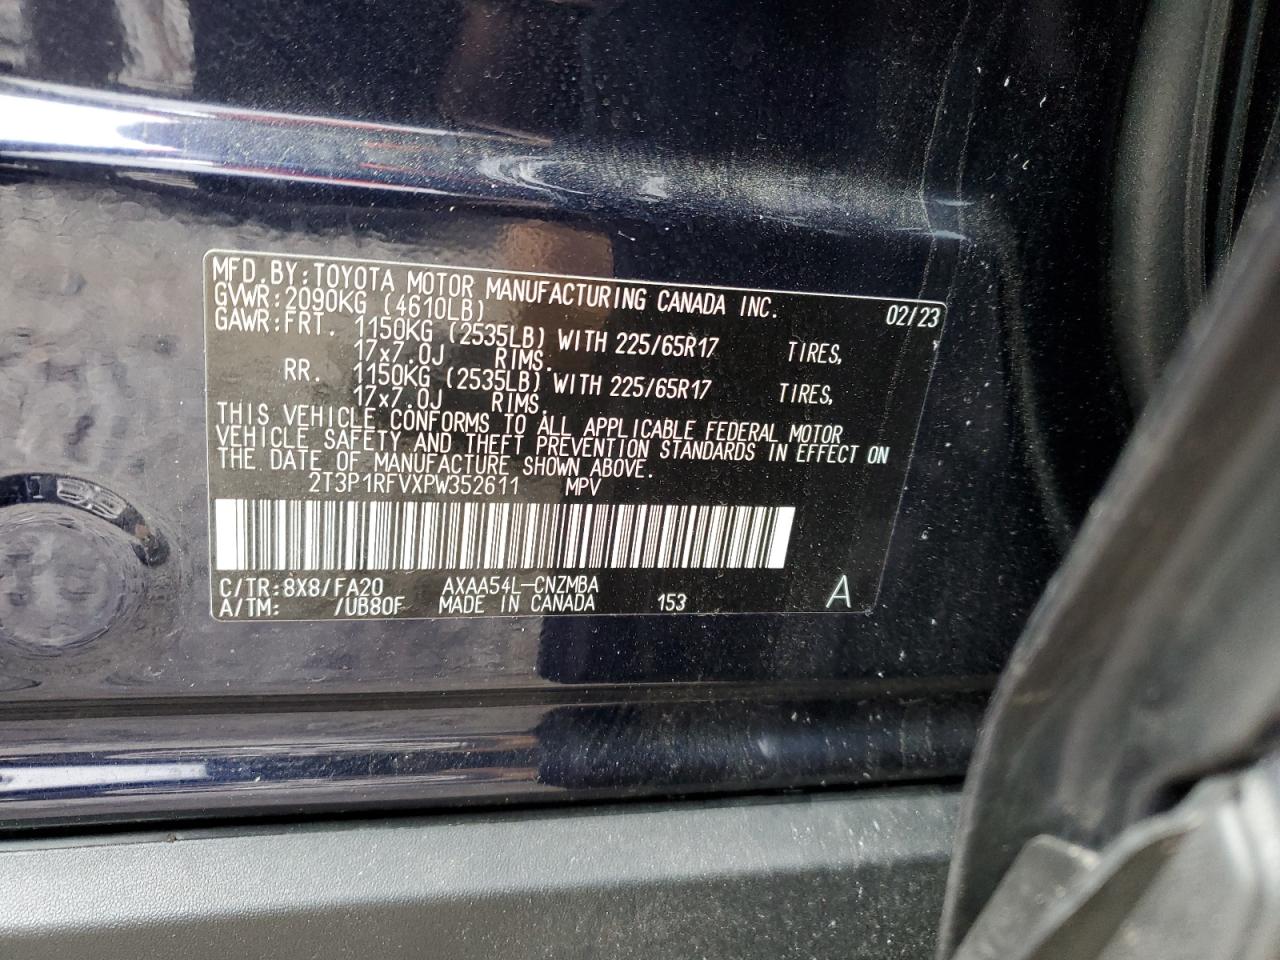 MFD.BY:TOYOTA MOTOR MANUFACTURING CANADA INC. 02/23
GVWR:2090KG (4610LB)
GAWR:FRT. 1150KG (2535LB) WITH 225/65R17 TIRES,
17x7.0J RIMS.
RR. 1150KG (2535LB) WITH 225/65R17 TIRES,
17x7.0J RIMS.
THIS VEHICLE CONFORMS TO ALL APPLICABLE FEDERAL MOTOR
VEHICLE SAFETY AND THEFT PREVENTION STANDARDS IN EFFECT ON
THE DATE OF MANUFACTURE SHOWN ABOVE.
2T3P1RFVXPW352611 MPV
C/TR:8X8/FA20 AXAA54L-CNZMBA
A/TM: /UB80F MADE IN CANADA 153 A